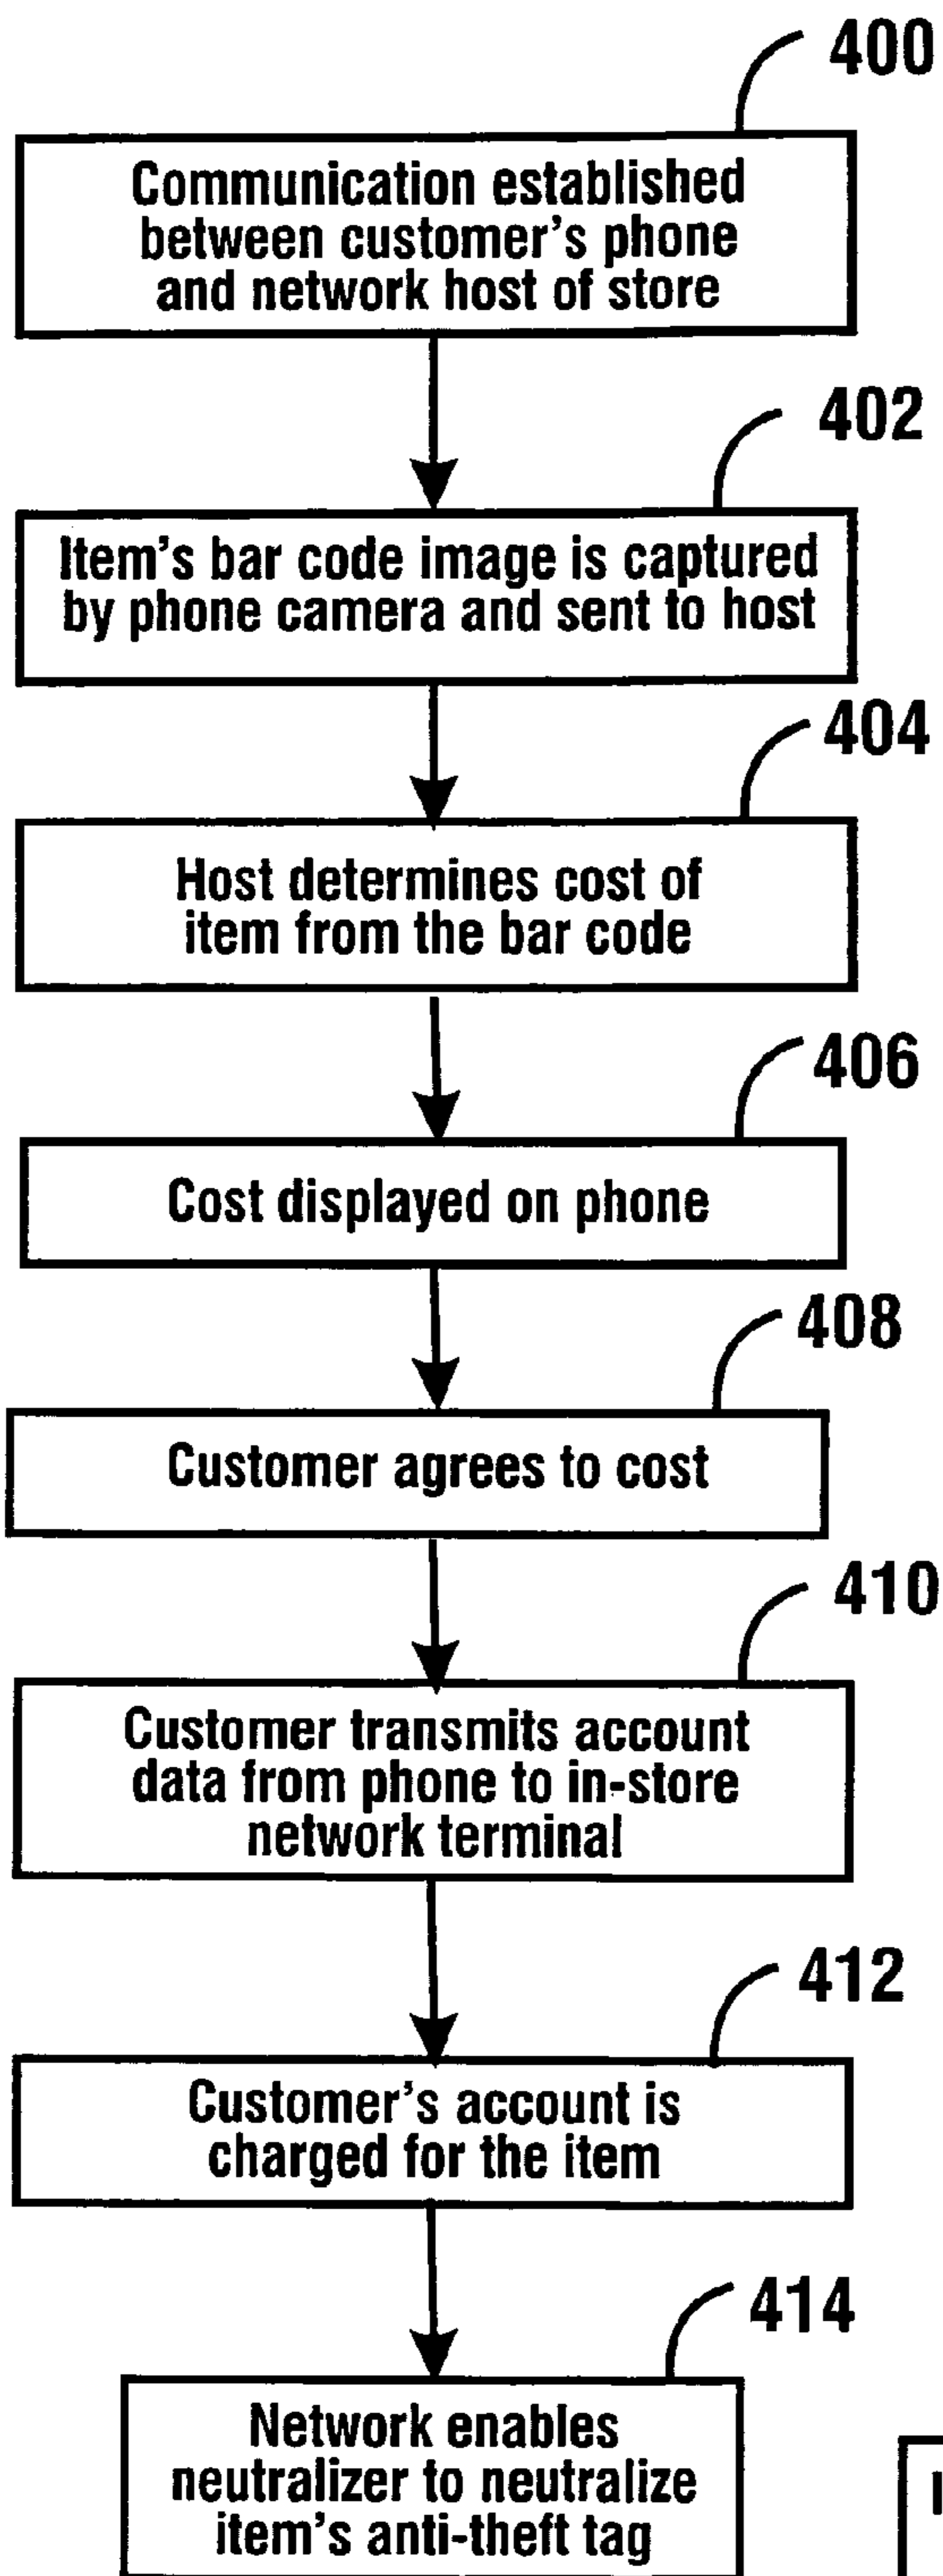 400
Communication established
between customer's phone
and network host of store
402
Item's bar code image is captured
by phone camera and sent to host
404
Host determines cost of
item from the bar code
406
Cost displayed on phone
408
Customer agrees to cost
410
Customer transmits account
data from phone to in-store
network terminal
412
Customer's account is
charged for the item
414
Network enables
neutralizer to neutralize
item's anti-theft tag